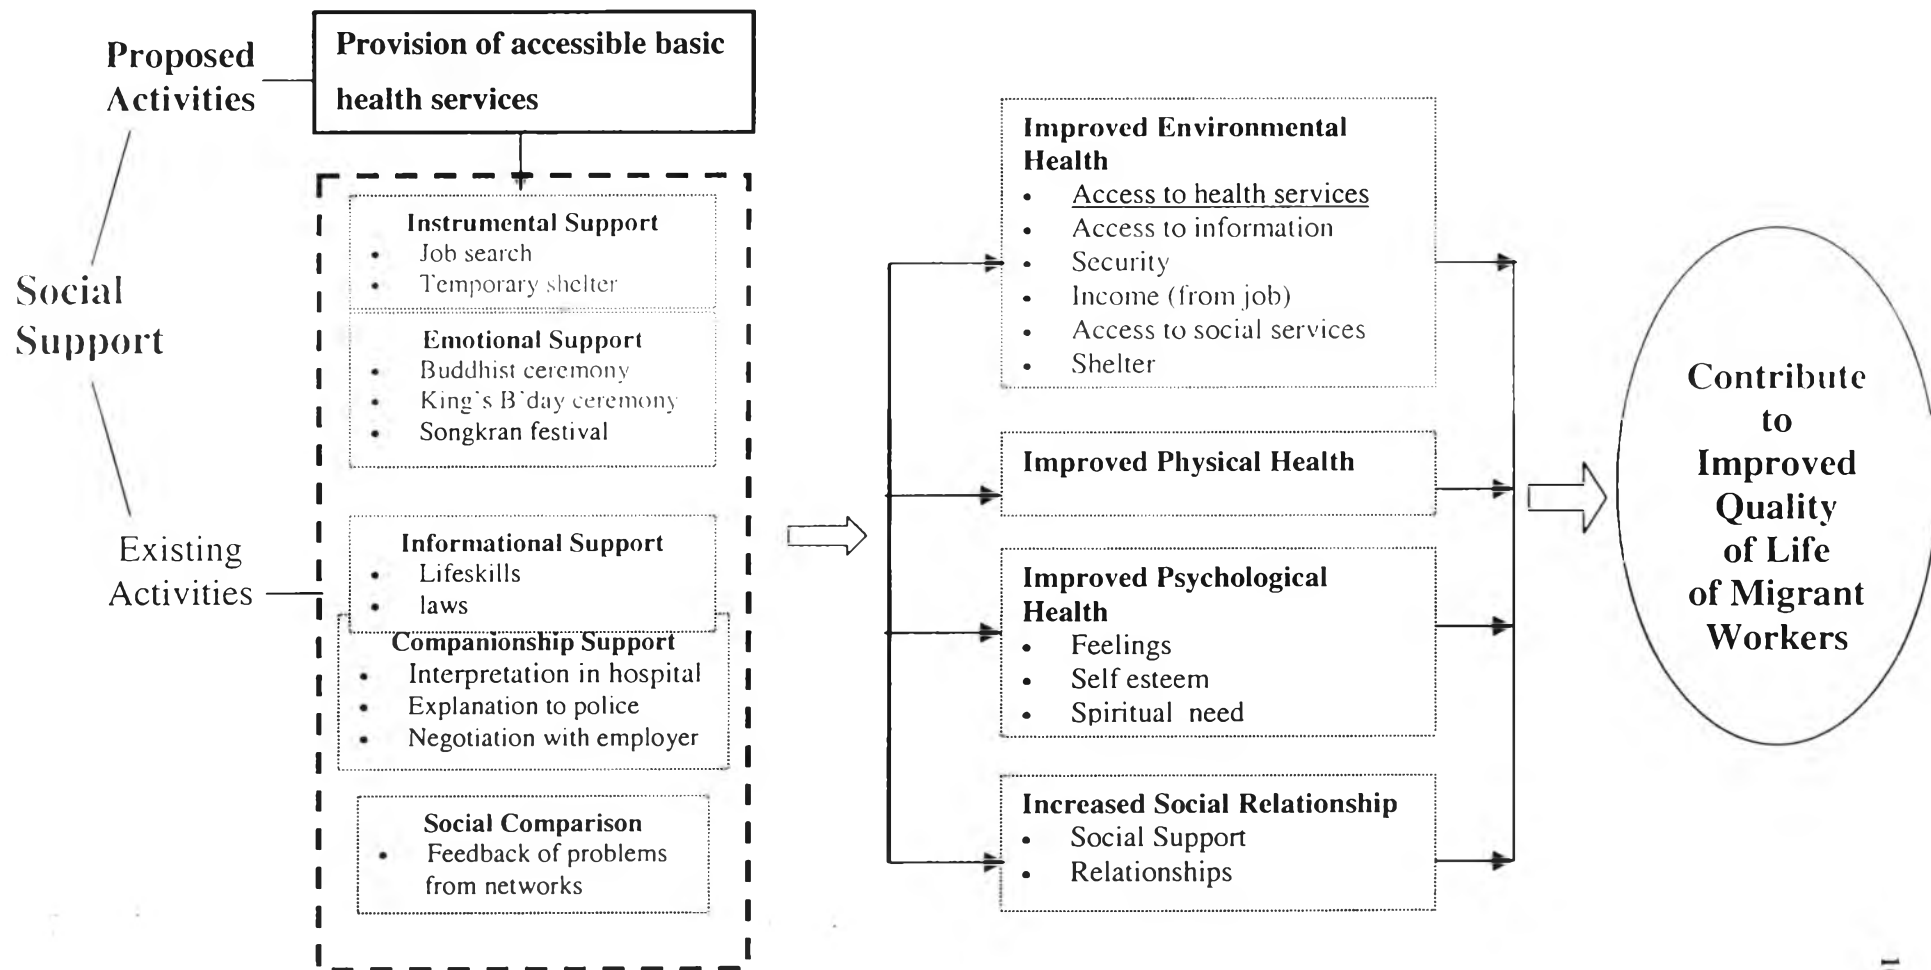 Proposed
Activities
Provision of accessible basic
health services
Social
Support
Existing
Activities
Instrumental Support
• Job search
• Temporary shelter
Emotional Support
• Buddhist ceremony
• King's B'day ceremony
• Songkran festival
Informational Support
• Lifeskills
• laws
Companionship Support
• Interpretation in hospital
• Explanation to police
• Negotiation with employer
Social Comparison
• Feedback of problems
from networks
Improved Environmental
Health
• Access to health services
• Access to information
• Security
• Income (from job)
• Access to social services
• Shelter
Improved Physical Health
Improved Psychological
Health
• Feelings
• Self esteem
• Spiritual need
Increased Social Relationship
• Social Support
• Relationships
Contribute
to
Improved
Quality
of Life
of Migrant
Workers